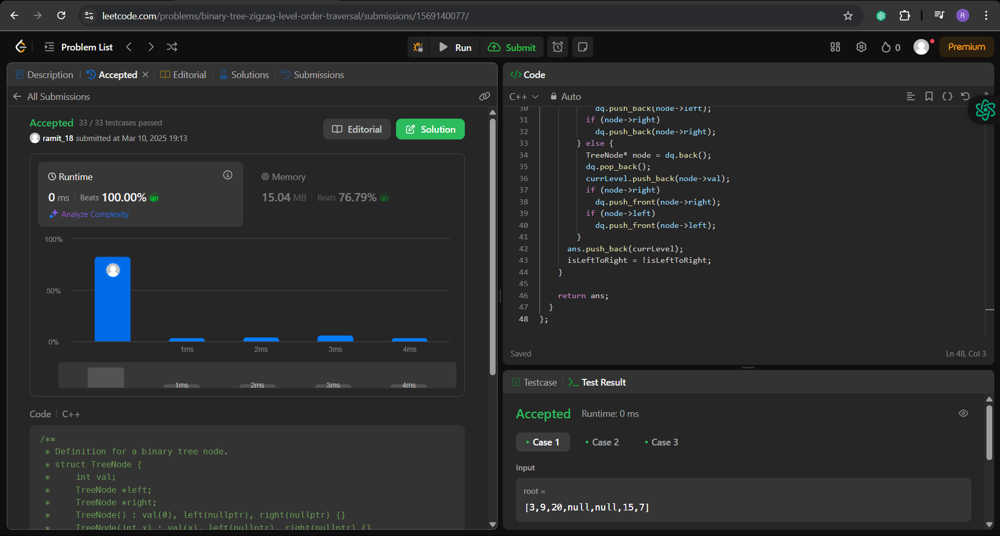 leetcode.com/problems/binary-tree-zigzag-level-order-traversal/submissions/1569140077/
R
Problem List
Run
Submit
0
Premium
Description
Accepted
Editorial
Solutions
Submissions
All Submissions
Accepted 33 / 33 testcases passed
ramit_18 submitted at Mar 10, 2025 19:13
Editorial
Solution
Runtime
0 ms Beats 100.00%
Analyze Complexity
Memory
15.04 MB Beats 76.79%
100%
50%
0%
1ms 2ms 3ms 4ms
1ms 2ms 3ms 4ms
Code C++
/**
* Definition for a binary tree node.
* struct TreeNode {
*     int val;
*     TreeNode *left;
*     TreeNode *right;
*     TreeNode() : val(0), left(nullptr), right(nullptr) {}
*     TreeNode(int x) : val(x), left(nullptr), right(nullptr) {}
</> Code
C++ Auto
30 dq.push_back(node->left);
31 if (node->right)
32 dq.push_back(node->right);
33 } else {
34 TreeNode* node = dq.back();
35 dq.pop_back();
36 currLevel.push_back(node->val);
37 if (node->right)
38 dq.push_front(node->right);
39 if (node->left)
40 dq.push_front(node->left);
41 }
42 ans.push_back(currLevel);
43 isLeftToRight = !isLeftToRight;
44 }
45
46 return ans;
47 }
48 };
Saved
Ln 48, Col 3
Testcase
Test Result
Accepted Runtime: 0 ms
Case 1
Case 2
Case 3
Input
root =
[3,9,20,null,null,15,7]